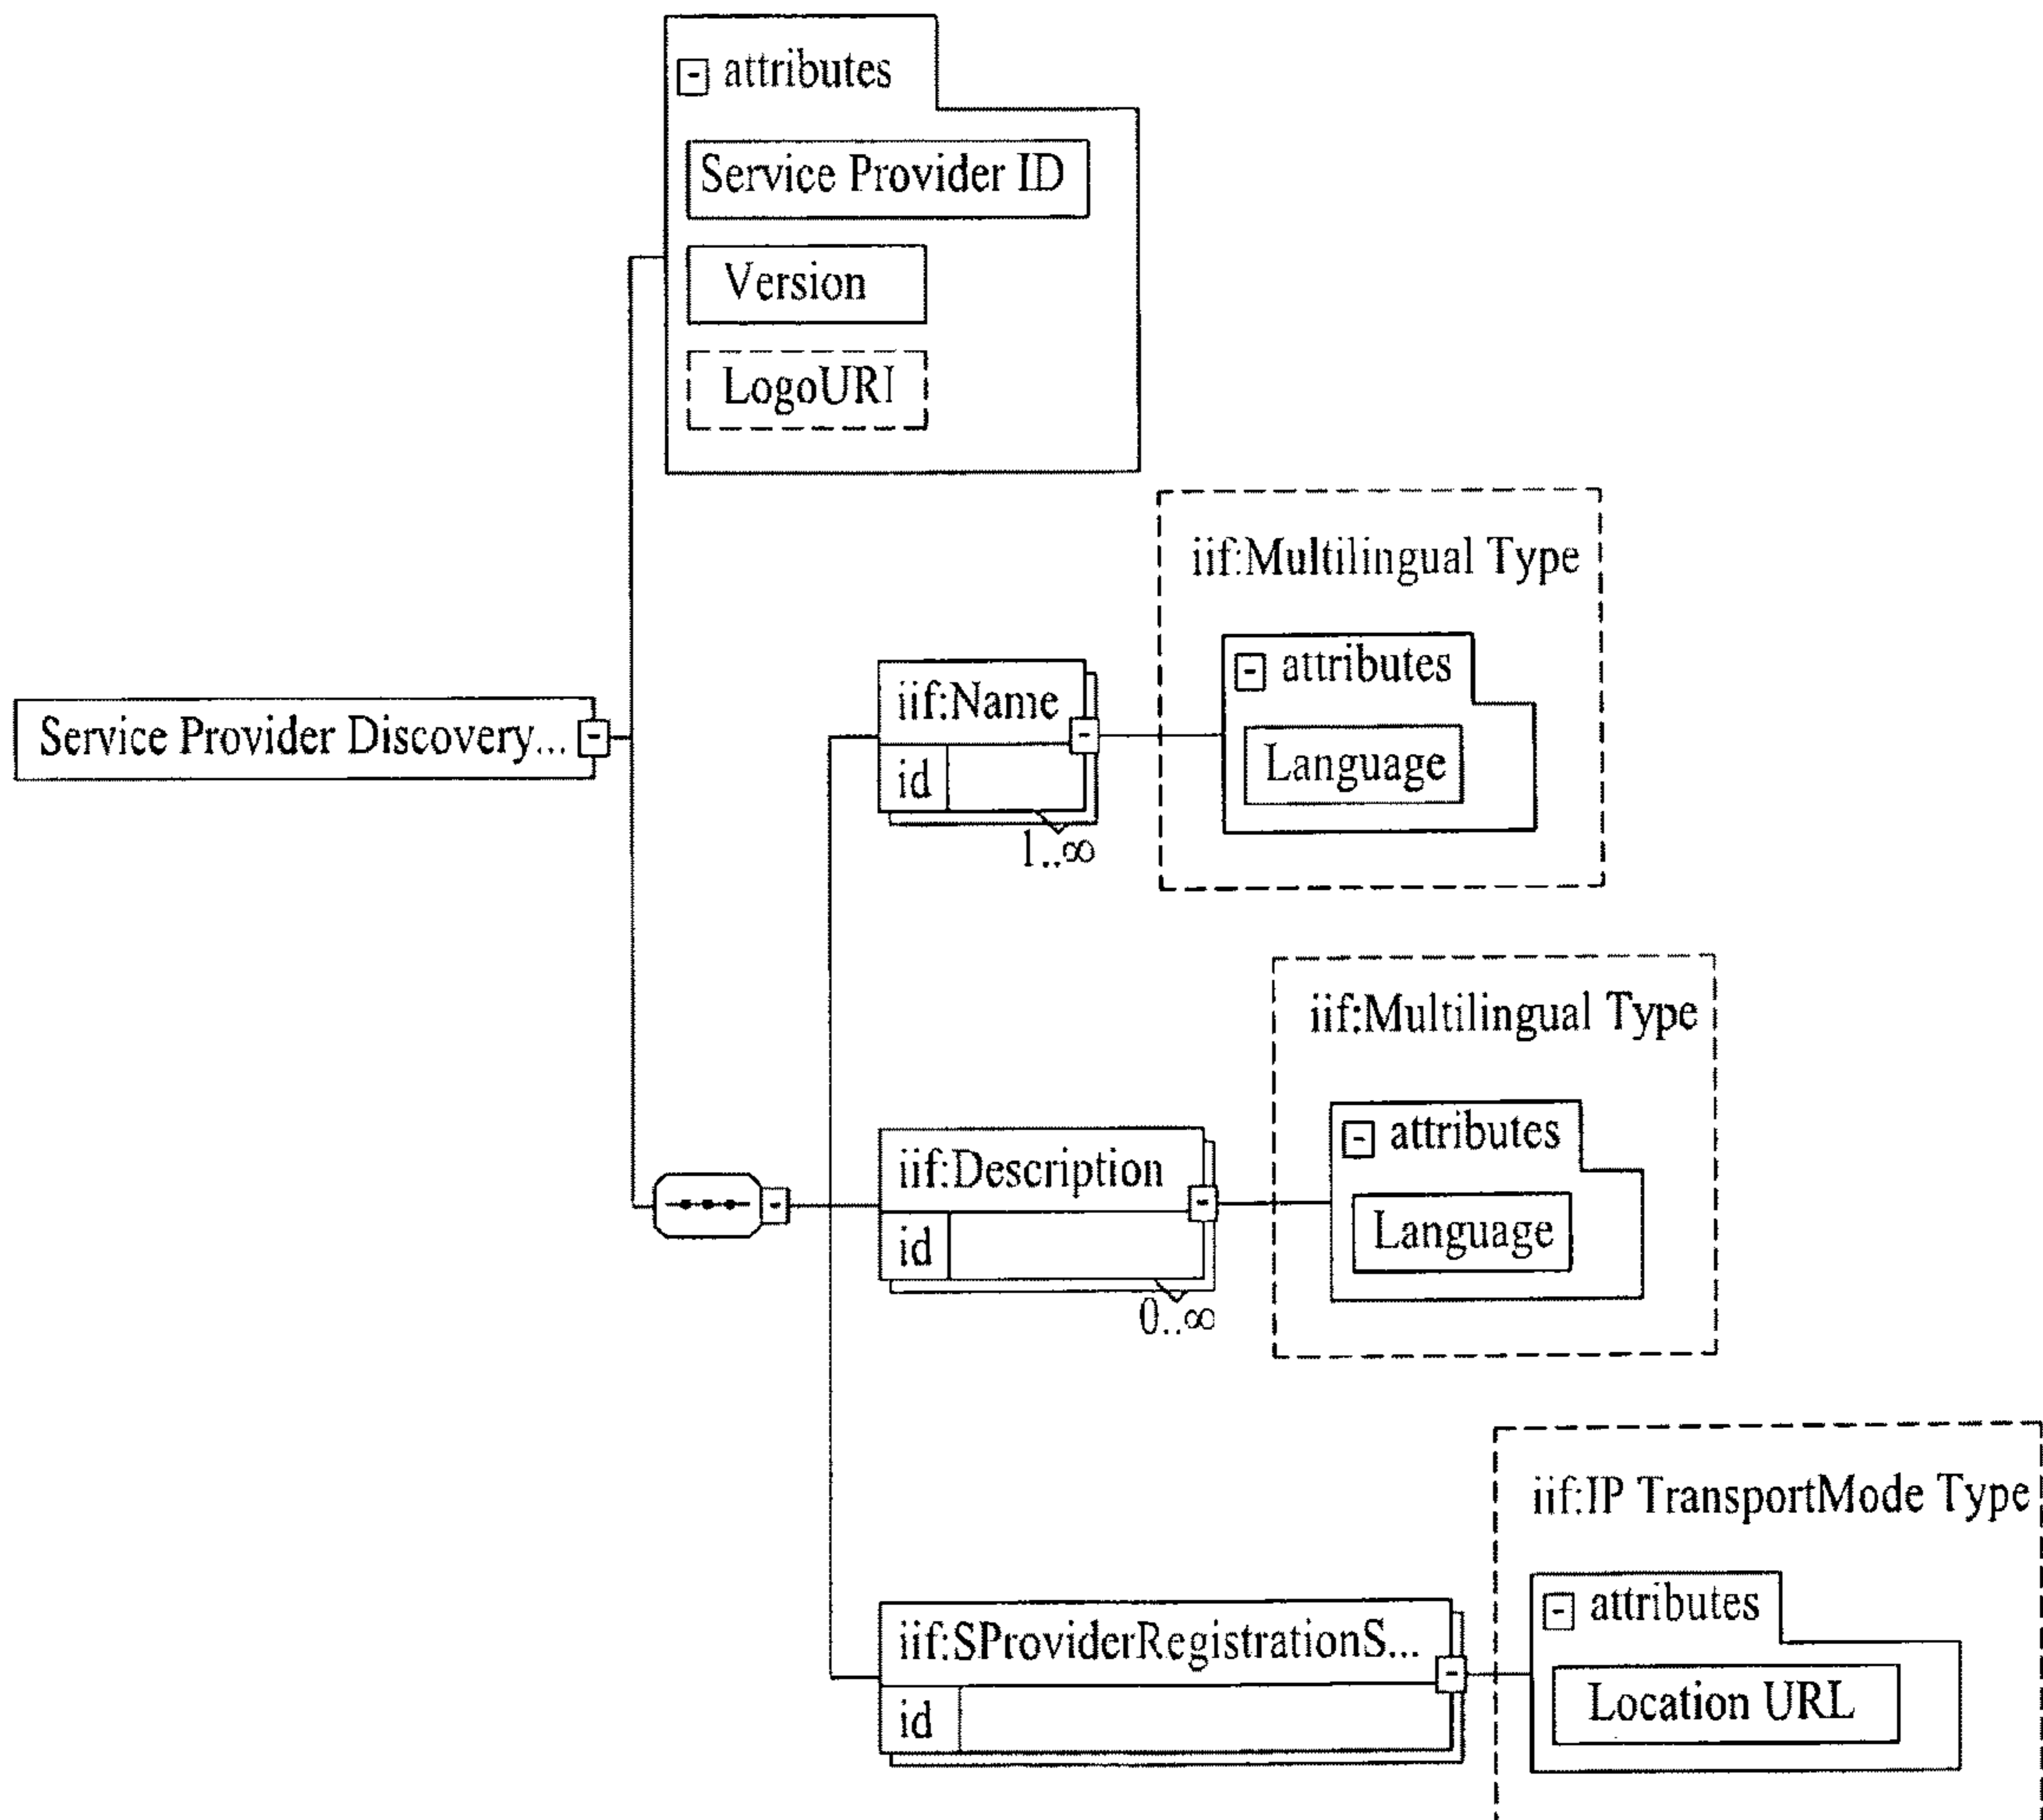 attributes
Service Provider ID
Version
LogoURI
iif:Multilingual Type
attributes
Language
iif:Name
id
1..∞
Service Provider Discovery...
iif:Multilingual Type
attributes
Language
iif:Description
id
0..∞
iif:IP TransportMode Type
attributes
Location URL
iif:SProviderRegistrationS...
id